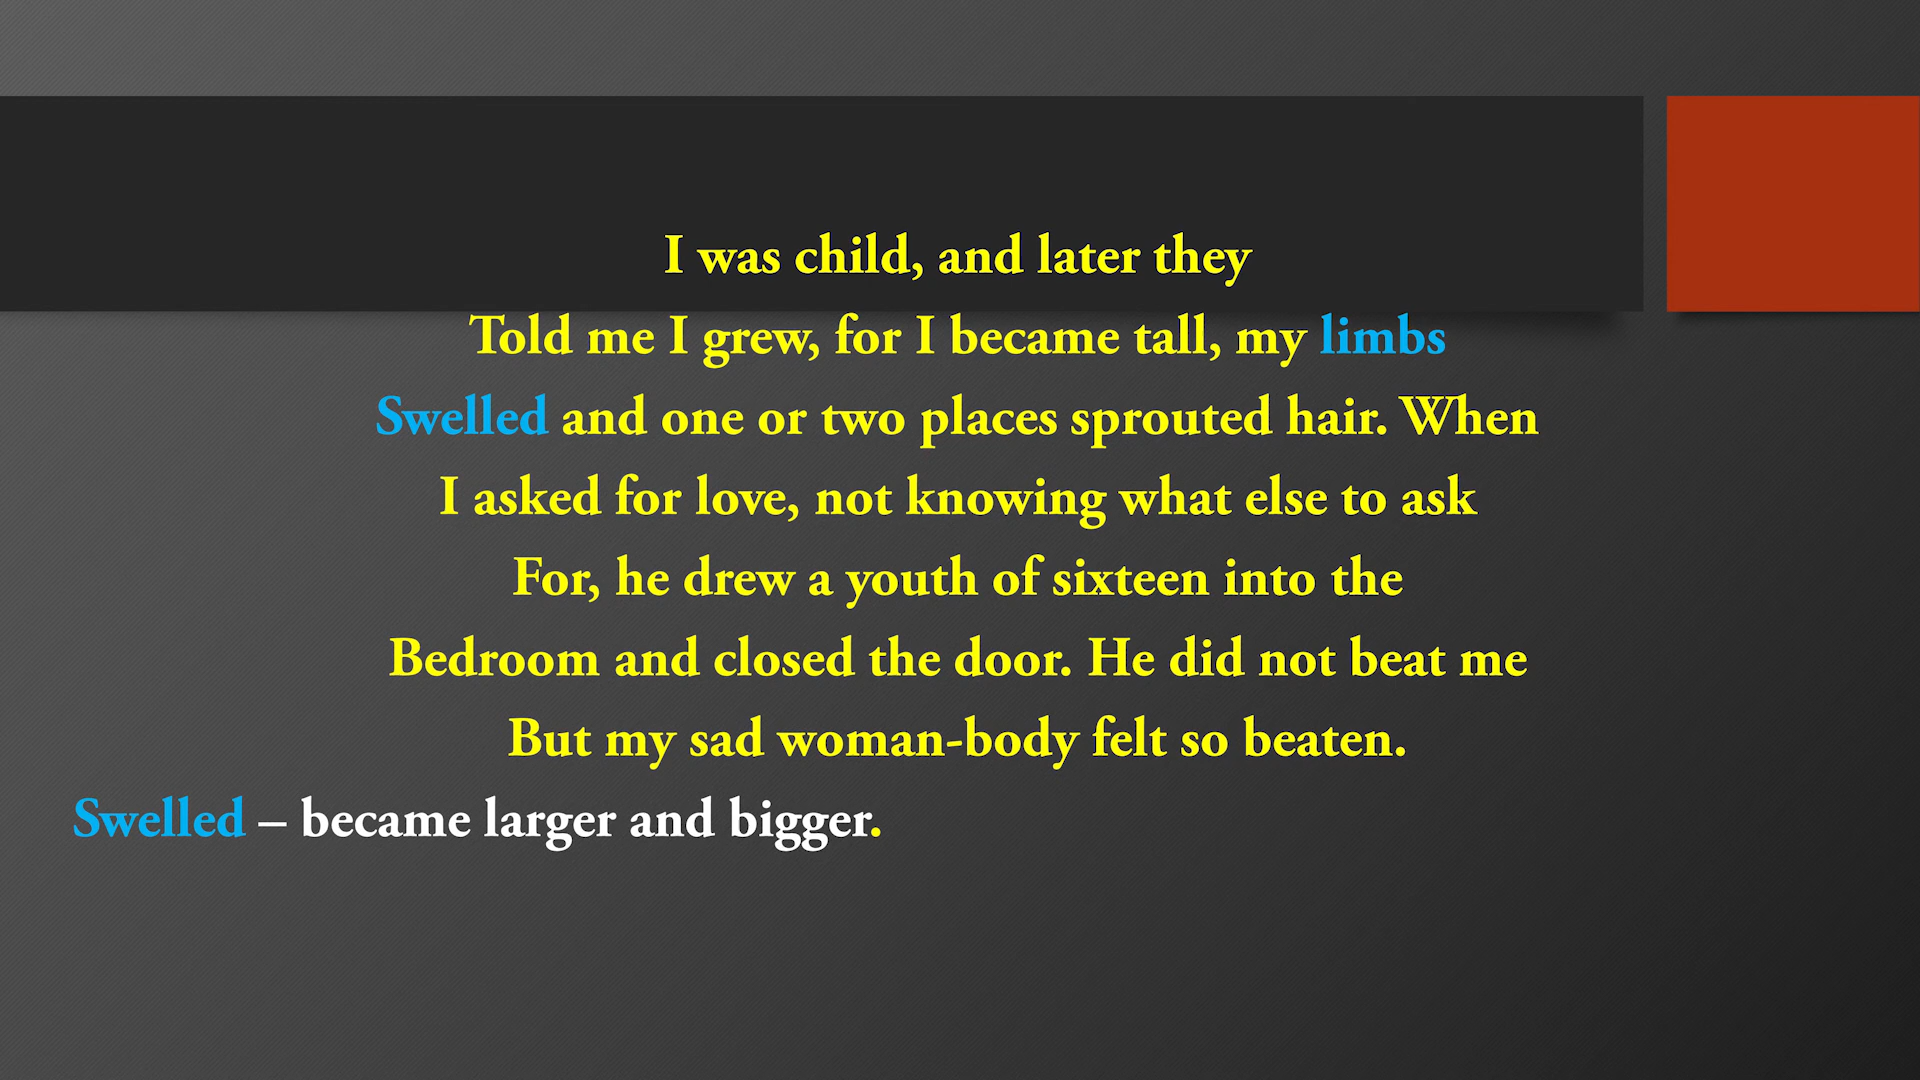 I was child, and later they
Told me I grew, for I became tall, my limbs
Swelled and one or two places sprouted hair. When
I asked for love, not knowing what else to ask
For, he drew a youth of sixteen into the
Bedroom and closed the door. He did not beat me
But my sad woman-body felt so beaten.
Swelled – became larger and bigger.